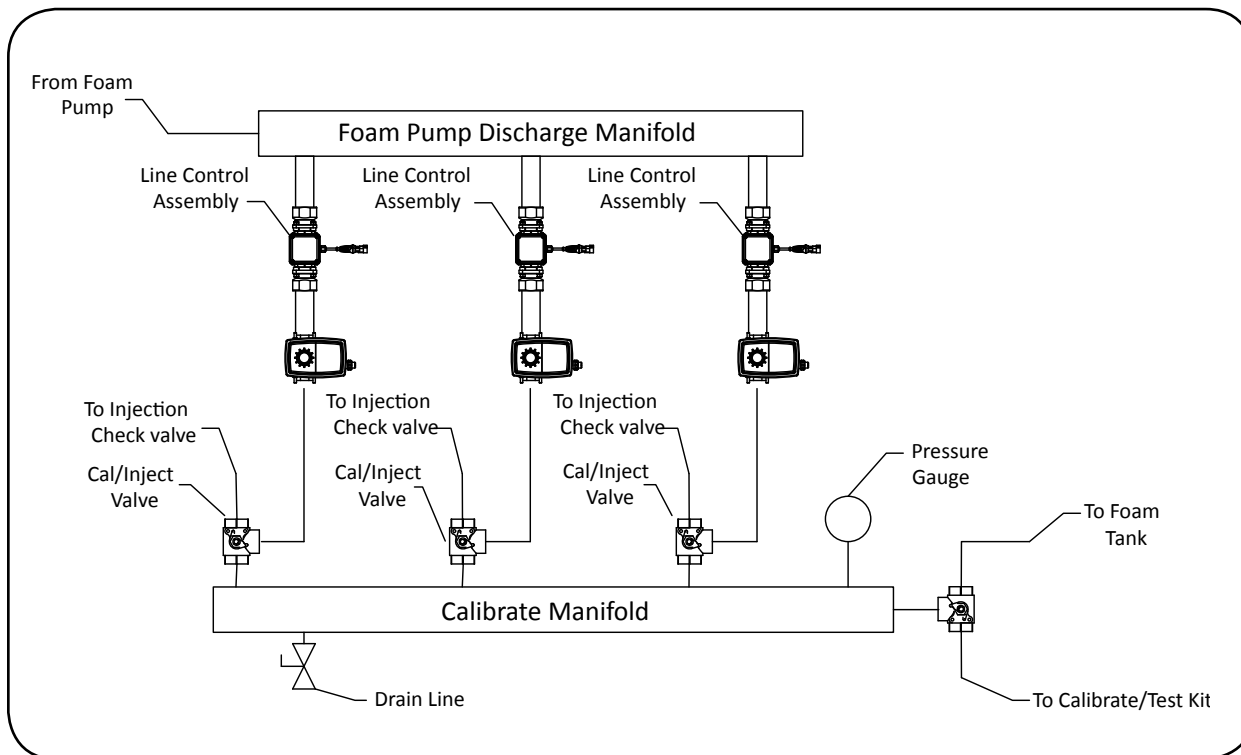 From Foam
Pump
Foam Pump Discharge Manifold
Line Control
Assembly
Line Control
Assembly
Line Control
Assembly
To Injection
Check valve
To Injection
Check valve
To Injection
Check valve
Cal/Inject
Valve
Cal/Inject
Valve
Cal/Inject
Valve
Pressure
Gauge
To Foam
Tank
Calibrate Manifold
Drain Line
To Calibrate/Test Kit